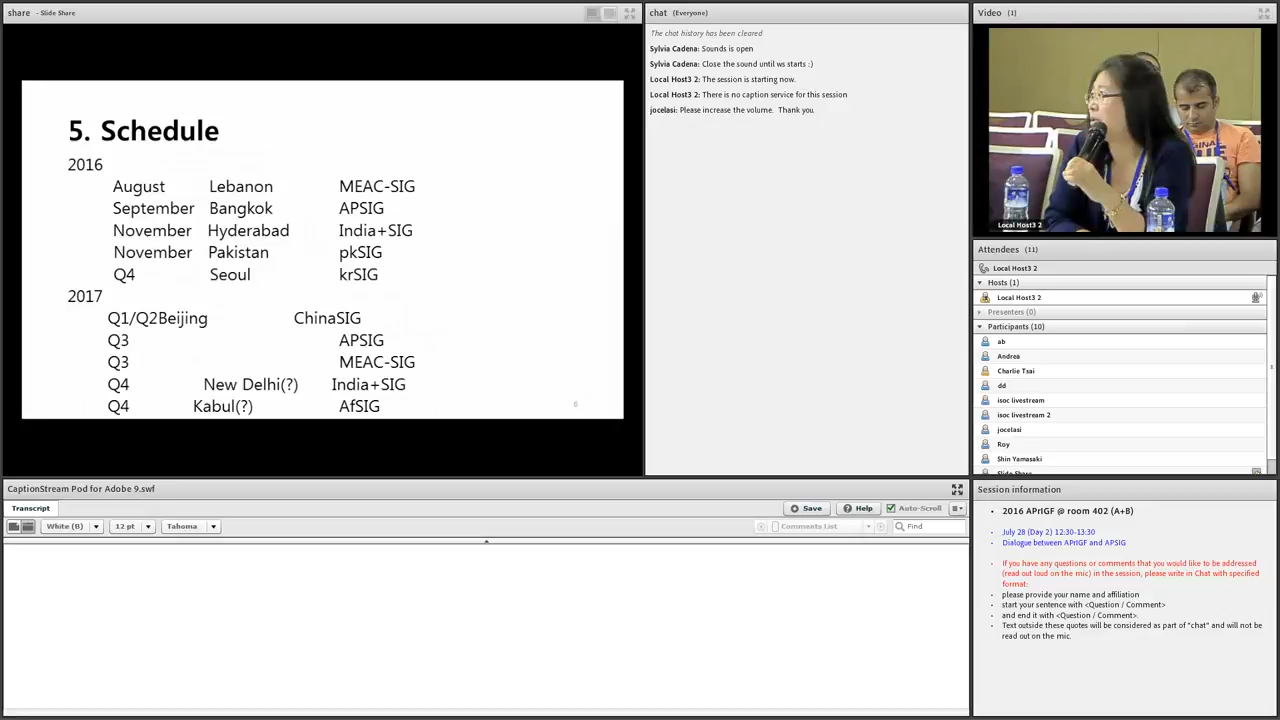 share - Slide Share
5. Schedule
2016
August Lebanon MEAC-SIG
September Bangkok APSIG
November Hyderabad India+SIG
November Pakistan pkSIG
Q4 Seoul krSIG
2017
Q1/Q2Beijing ChinaSIG
Q3 APSIG
Q3 MEAC-SIG
Q4 New Delhi(?) India+SIG
Q4 Kabul(?) AfSIG
6
chat (Everyone)
The chat history has been cleared
Sylvia Cadena: Sounds is open
Sylvia Cadena: Close the sound until ws starts :)
Local Host3 2: The session is starting now.
Local Host3 2: There is no caption service for this session
jocelasi: Please increase the volume. Thank you.
Video (1)
Local Host3 2
Attendees (11)
Local Host3 2
Hosts (1)
Local Host3 2
Presenters (0)
Participants (10)
ab
Andrea
Charlie Tsai
dd
isoc livestream
isoc livestream 2
jocelasi
Roy
Shin Yamasaki
Slide Share
CaptionStream Pod for Adobe 9.swf
Transcript
Save
Help
Auto-Scroll
White (B)
12 pt
Tahoma
Comments List
Find
Session information
2016 APrIGF @ room 402 (A+B)
July 28 (Day 2) 12:30-13:30
Dialogue between APrIGF and APSIG
If you have any questions or comments that you would like to be addressed
(read out loud on the mic) in the session, please write in Chat with specified
format:
please provide your name and affiliation
start your sentence with <Question / Comment>
and end it with <Question / Comment>.
Text outside these quotes will be considered as part of "chat" and will not be
read out on the mic.